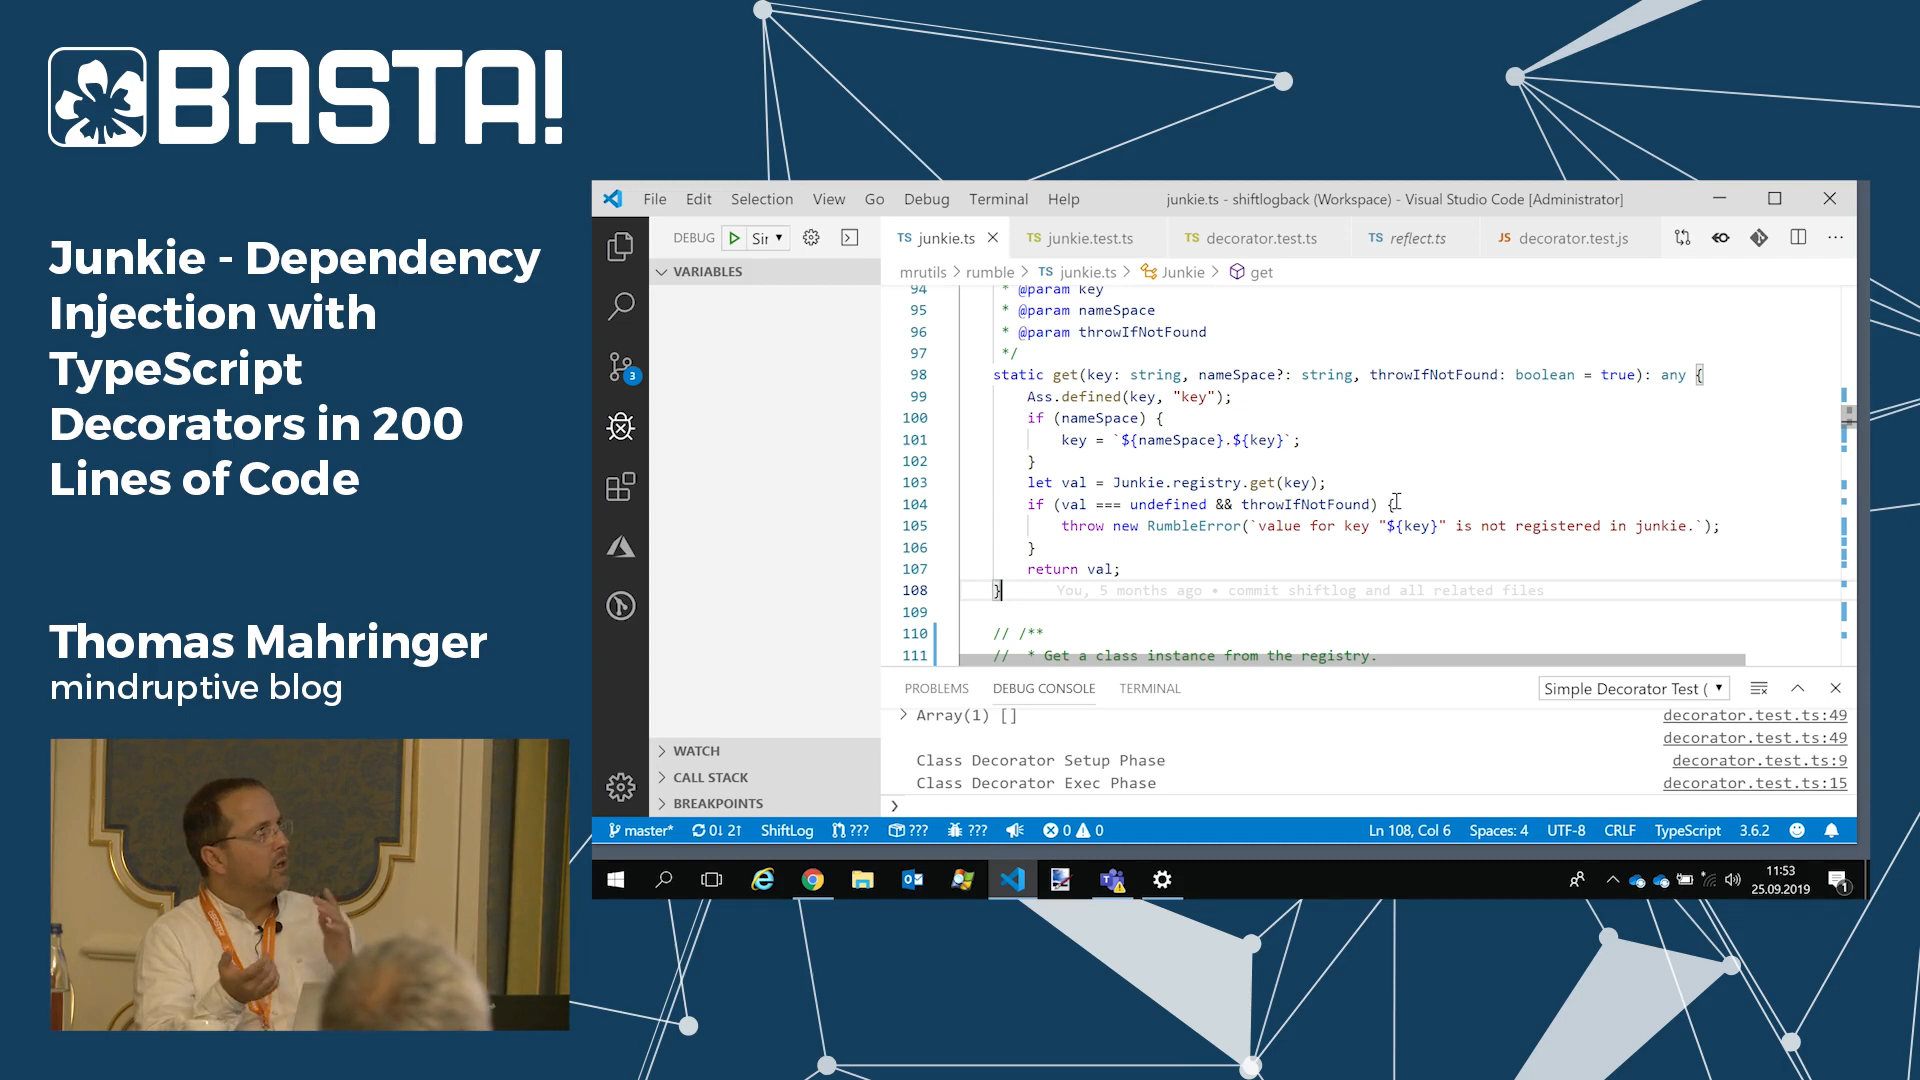 BASTA!
Junkie - Dependency
Injection with
TypeScript
Decorators in 200
Lines of Code
Thomas Mahringer
mindruptive blog
File Edit Selection View Go Debug Terminal Help junkie.ts - shiftlogback (Workspace) - Visual Studio Code [Administrator]
DEBUG Sir
TS junkie.ts TS junkie.test.ts TS decorator.test.ts TS reflect.ts JS decorator.test.js
VARIABLES
mrutils > rumble > TS junkie.ts > Junkie > get
94 * @param key
95 * @param nameSpace
96 * @param throwIfNotFound
97 */
98 static get(key: string, nameSpace?: string, throwIfNotFound: boolean = true): any {
99 Ass.defined(key, "key");
100 if (nameSpace) {
101 key = `${nameSpace}.${key}`;
102 }
103 let val = Junkie.registry.get(key);
104 if (val === undefined && throwIfNotFound) {
105 throw new RumbleError(`value for key "${key}" is not registered in junkie.`);
106 }
107 return val;
108 } You, 5 months ago • commit shiftlog and all related files
109
110 // /**
111 // * Get a class instance from the registry.
3
PROBLEMS DEBUG CONSOLE TERMINAL Simple Decorator Test (
> Array(1) [] decorator.test.ts:49
decorator.test.ts:49
Class Decorator Setup Phase decorator.test.ts:9
Class Decorator Exec Phase decorator.test.ts:15
>
WATCH
CALL STACK
BREAKPOINTS
master* 0↓ 2↑ ShiftLog ??? ??? ??? 0 0 Ln 108, Col 6 Spaces: 4 UTF-8 CRLF TypeScript 3.6.2
11:53
25.09.2019
1